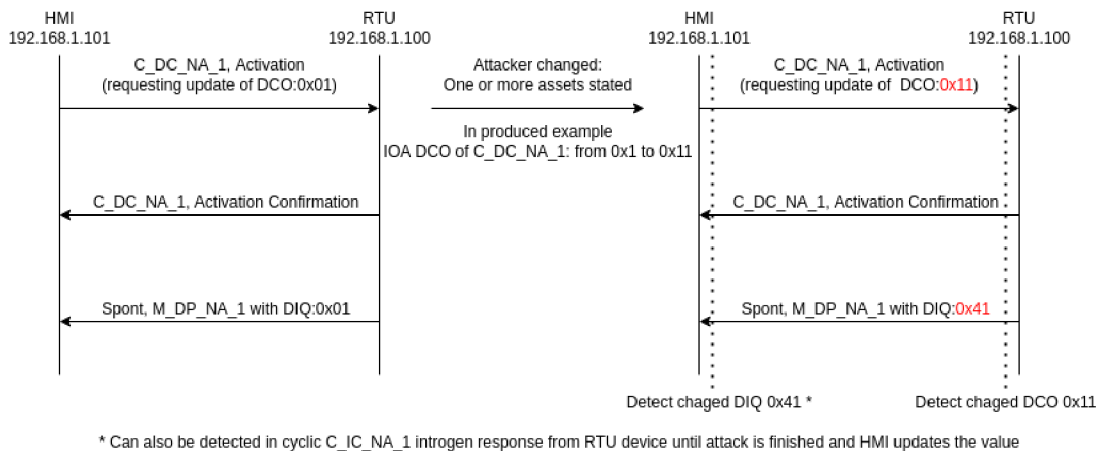 HMI
192.168.1.101
RTU
192.168.1.100
C_DC_NA_1, Activation
(requesting update of DCO:0x01)
C_DC_NA_1, Activation Confirmation
Spont, M_DP_NA_1 with DIQ:0x01
Attacker changed:
One or more assets stated
In produced example
IOA DCO of C_DC_NA_1: from 0x1 to 0x11
HMI
192.168.1.101
RTU
192.168.1.100
C_DC_NA_1, Activation
(requesting update of  DCO:0x11)
C_DC_NA_1, Activation Confirmation
Spont, M_DP_NA_1 with DIQ:0x41
Detect chaged DIQ 0x41 *
Detect chaged DCO 0x11
* Can also be detected in cyclic C_IC_NA_1 introgen response from RTU device until attack is finished and HMI updates the value